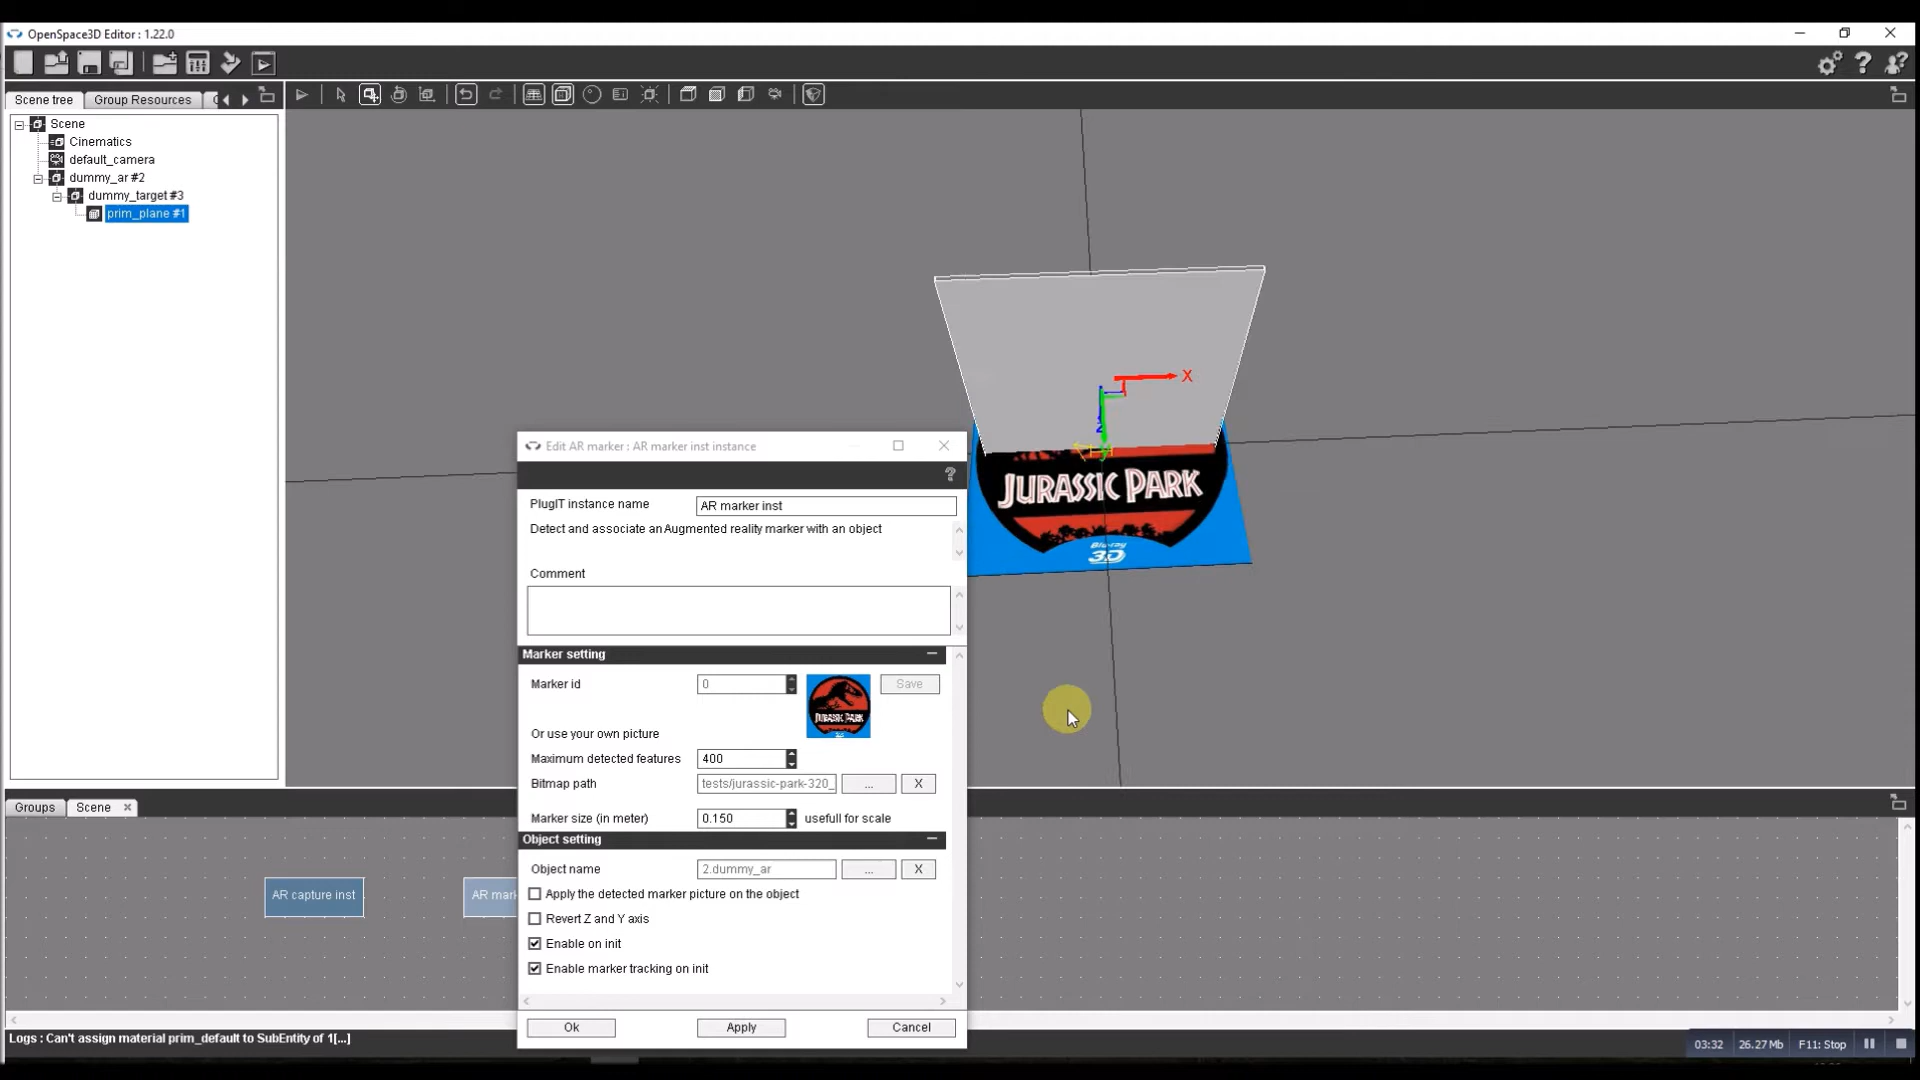 OpenSpace3D Editor : 1.22.0
Scene tree
Group Resources
Scene
Cinematics
default_camera
dummy_ar #2
dummy_target #3
prim_plane #1
X
JURASSIC PARK
Blu-ray
3D
Edit AR marker : AR marker inst instance
?
PlugIT instance name
AR marker inst
Detect and associate an Augmented reality marker with an object
Comment
Marker setting
Marker id
0
Save
JURASSIC PARK
Or use your own picture
Maximum detected features
400
Bitmap path
tests/jurassic-park-320_
...
X
Marker size (in meter)
0.150
usefull for scale
Object setting
Object name
2.dummy_ar
...
X
Apply the detected marker picture on the object
Revert Z and Y axis
Enable on init
Enable marker tracking on init
Ok
Apply
Cancel
Groups
Scene
AR capture inst
AR mark
Logs : Can't assign material prim_default to SubEntity of 1[...]
03:32
26.27 Mb
F11: Stop